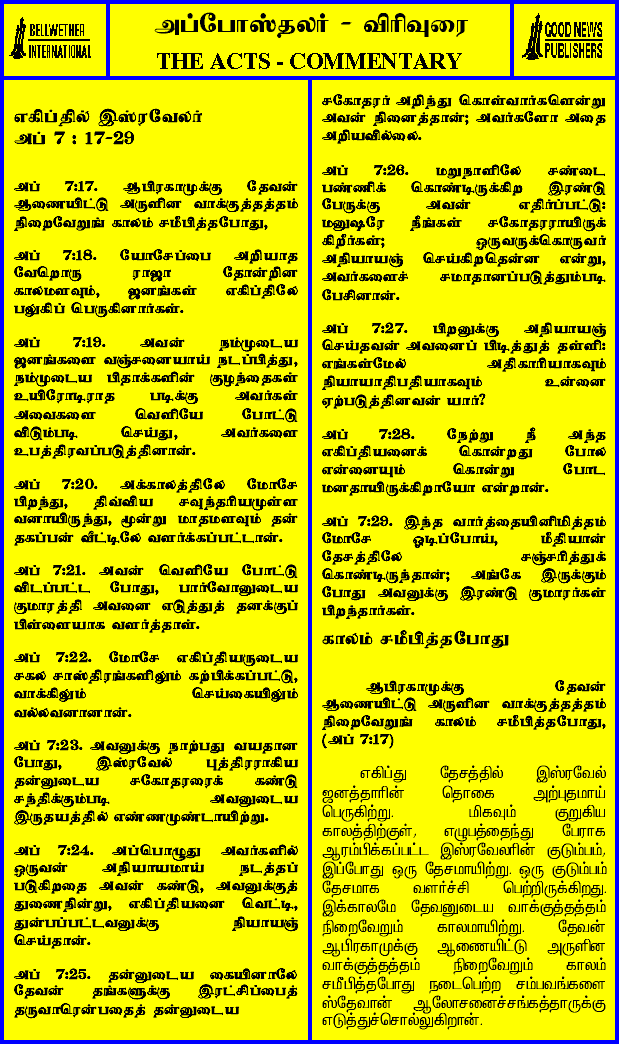 BELLWETHER
INTERNATIONAL
அப்போஸ்தலர் - விரிவுரை
THE ACTS - COMMENTARY
GOOD NEWS
PUBLISHERS
எகிப்தில் இஸ்ரவேலர்
அப் 7 : 17-29
அப் 7:17. ஆபிரகாமுக்கு தேவன்
ஆணையிட்டு அருளின வாக்குத்தத்தம்
நிறைவேறுங் காலம் சமீபித்தபோது,
அப் 7:18. யோசேப்பை அறியாத
வேறொரு ராஜா தோன்றின
காலமளவும், ஜனங்கள் எகிப்திலே
பலுகிப் பெருகினார்கள்.
அப் 7:19. அவன் நம்முடைய
ஜனங்களை வஞ்சனையாய் நடப்பித்து,
நம்முடைய பிதாக்களின் குழந்தைகள்
உயிரோடிராத படிக்கு அவர்கள்
அவைகளை வெளியே போட்டு
விடும்படி செய்து, அவர்களை
உபத்திரவப்படுத்தினான்.
அப் 7:20. அக்காலத்திலே மோசே
பிறந்து, திவ்விய சவுந்தரியமுள்ள
வனாயிருந்து, மூன்று மாதமளவும் தன்
தகப்பன் வீட்டிலே வளர்க்கப்பட்டான்.
அப் 7:21. அவன் வெளியே போட்டு
விடப்பட்ட போது, பார்வோனுடைய
குமாரத்தி அவனை எடுத்துத் தனக்குப்
பிள்ளையாக வளர்த்தாள்.
அப் 7:22. மோசே எகிப்தியருடைய
சகல சாஸ்திரங்களிலும் கற்பிக்கப்பட்டு,
வாக்கிலும் செய்கையிலும்
வல்லவனானான்.
அப் 7:23. அவனுக்கு நாற்பது வயதான
போது, இஸ்ரவேல் புத்திரராகிய
தன்னுடைய சகோதரரைக் கண்டு
சந்திக்கும்படி அவனுடைய
இருதயத்தில் எண்ணமுண்டாயிற்று.
அப் 7:24. அப்பொழுது அவர்களில்
ஒருவன் அநியாயமாய் நடத்தப்
படுகிறதை அவன் கண்டு, அவனுக்குத்
துணைநின்று, எகிப்தியனை வெட்டி,
துன்பப்பட்டவனுக்கு நியாயஞ்
செய்தான்.
அப் 7:25. தன்னுடைய கையினாலே
தேவன் தங்களுக்கு இரட்சிப்பைத்
தருவாரென்பதைத் தன்னுடைய
சகோதரர் அறிந்து கொள்வார்களென்று
அவன் நினைத்தான்; அவர்களோ அதை
அறியவில்லை.
அப் 7:26. மறுநாளிலே சண்டை
பண்ணிக் கொண்டிருக்கிற இரண்டு
பேருக்கு அவன் எதிர்ப்பட்டு:
மனுஷரே நீங்கள் சகோதரராயிருக்
கிறீர்கள்; ஒருவருக்கொருவர்
அநியாயஞ் செய்கிறதென்ன என்று,
அவர்களைச் சமாதானப்படுத்தும்படி
பேசினான்.
அப் 7:27. பிறனுக்கு அநியாயஞ்
செய்தவன் அவனைப் பிடித்துத் தள்ளி:
எங்கள்மேல் அதிகாரியாகவும்
நியாயாதிபதியாகவும் உன்னை
ஏற்படுத்தினவன் யார்?
அப் 7:28. நேற்று நீ அந்த
எகிப்தியனைக் கொன்றது போல
என்னையும் கொன்று போட
மனதாயிருக்கிறாயோ என்றான்.
அப் 7:29. இந்த வார்த்தையினிமித்தம்
மோசே ஓடிப்போய், மீதியான்
தேசத்திலே சஞ்சரித்துக்
கொண்டிருந்தான்; அங்கே இருக்கும்
போது அவனுக்கு இரண்டு குமாரர்கள்
பிறந்தார்கள்.
காலம் சமீபித்தபோது
ஆபிரகாமுக்கு தேவன்
ஆணையிட்டு அருளின வாக்குத்தத்தம்
நிறைவேறுங் காலம் சமீபித்தபோது,
(அப் 7:17)
எகிப்து தேசத்தில் இஸ்ரவேல்
ஜனத்தாரின் தொகை அற்புதமாய்
பெருகிற்று. மிகவும் குறுகிய
காலத்திற்குள், எழுபத்தைந்து பேராக
ஆரம்பிக்கப்பட்ட இஸ்ரவேலரின் குடும்பம்,
இப்போது ஒரு தேசமாயிற்று. ஒரு குடும்பம்
தேசமாக வளர்ச்சி பெற்றிருக்கிறது.
இக்காலமே தேவனுடைய வாக்குத்தத்தம்
நிறைவேறும் காலமாயிற்று. தேவன்
ஆபிரகாமுக்கு ஆணையிட்டு அருளின
வாக்குத்தத்தம் நிறைவேறும் காலம்
சமீபித்தபோது நடைபெற்ற சம்பவங்களை
ஸ்தேவான் ஆலோசனைச்சங்கத்தாருக்கு
எடுத்துச்சொல்லுகிறான்.